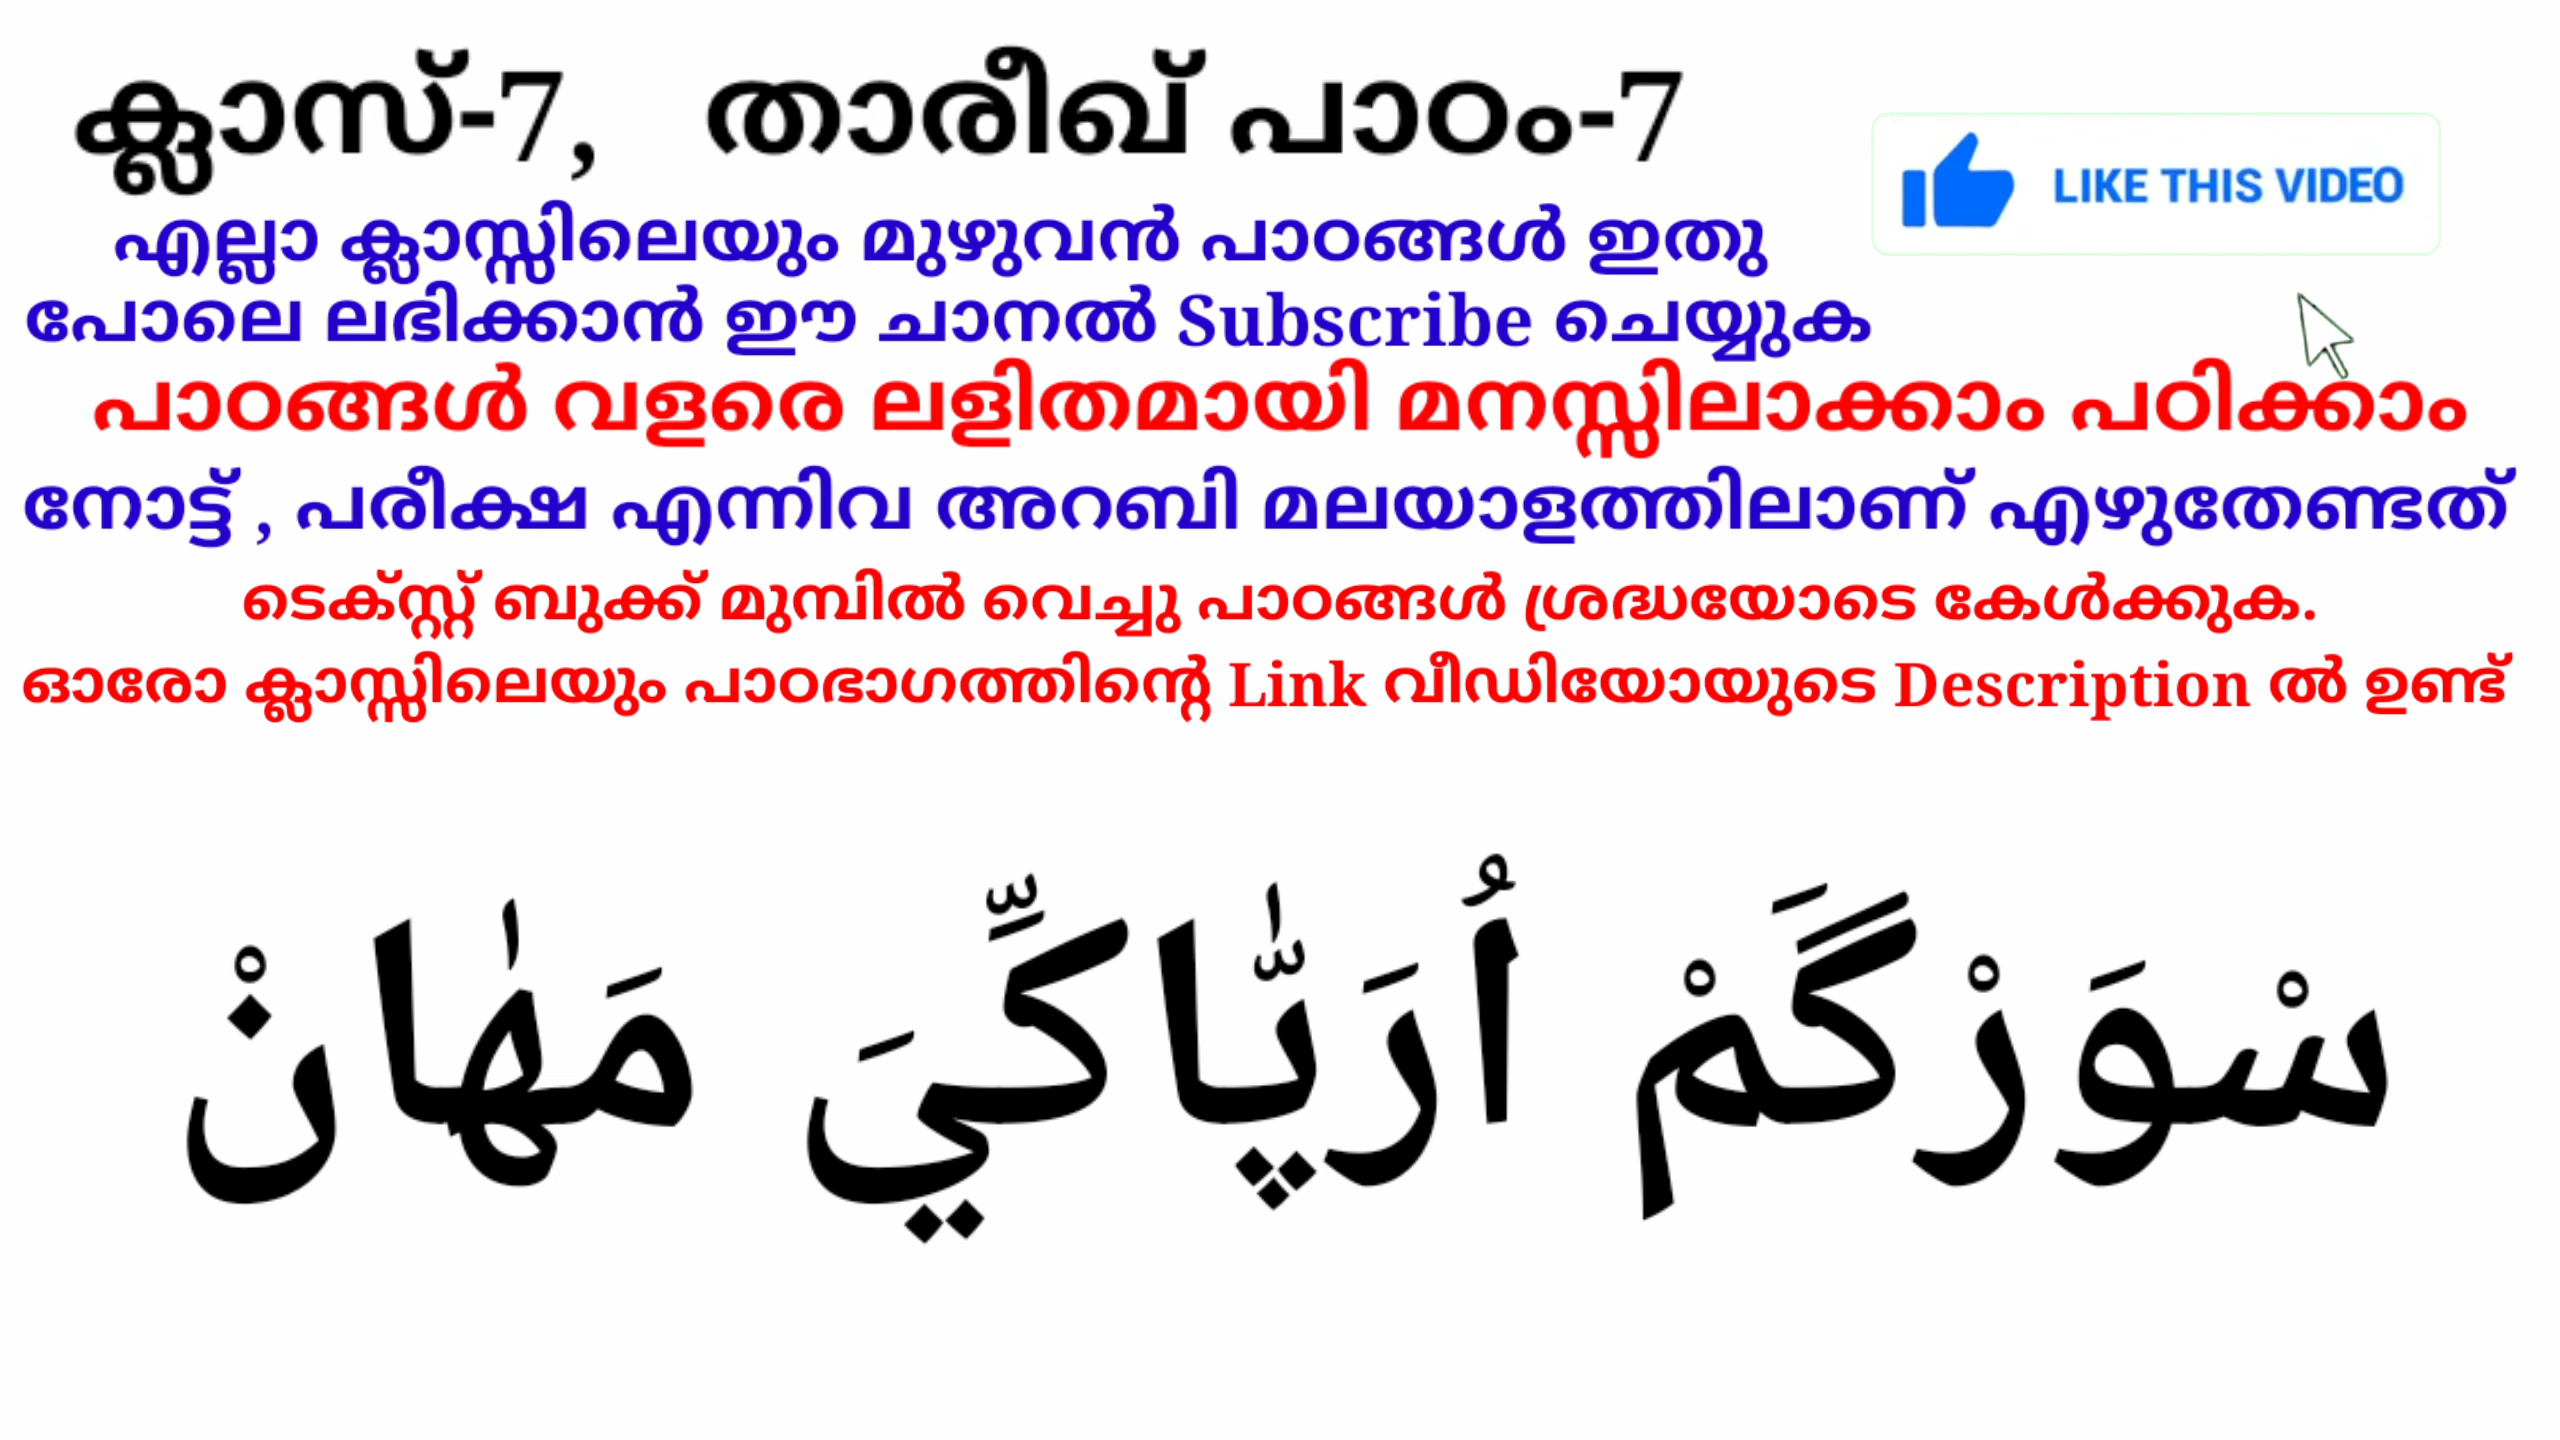 ക്ലാസ്-7, താരീഖ് പാഠം-7
LIKE THIS VIDEO
എല്ലാ ക്ലാസ്സിലെയും മുഴുവൻ പാഠങ്ങൾ ഇതു
പോലെ ലഭിക്കാൻ ഈ ചാനൽ Subscribe ചെയ്യുക
പാഠങ്ങൾ വളരെ ലളിതമായി മനസ്സിലാക്കാം പഠിക്കാം
നോട്ട് , പരീക്ഷ എന്നിവ അറബി മലയാളത്തിലാണ് എഴുതേണ്ടത്
ടെക്സ്റ്റ് ബുക്ക് മുമ്പിൽ വെച്ചു പാഠങ്ങൾ ശ്രദ്ധയോടെ കേൾക്കുക.
ഓരോ ക്ലാസ്സിലെയും പാഠഭാഗത്തിന്റെ Link വീഡിയോയുടെ Description ൽ ഉണ്ട്
سْوَرْگَمْ اُرَپّٰاكِّيَ مَهٰانْ